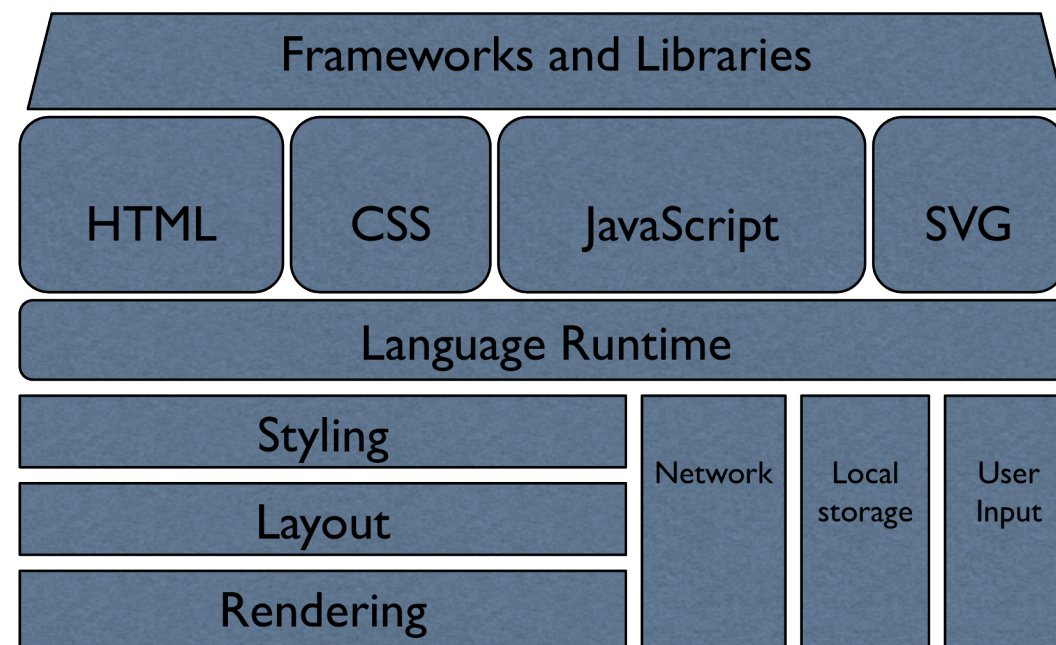 Frameworks and Libraries
HTML
CSS
JavaScript
SVG
Language Runtime
Styling
Layout
Rendering
Network
Local
storage
User
Input